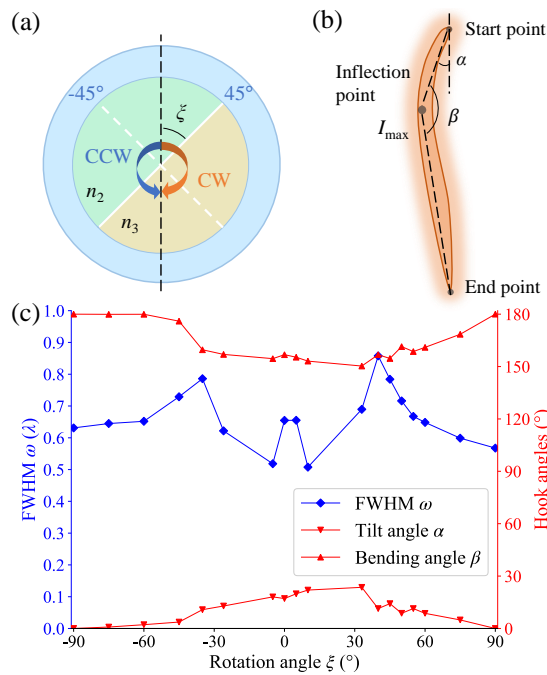 (a)
-45°
45°
ξ
CCW
CW
n₂
n₃
(b)
Start point
α
Inflection
point
β
Iₘₐₓ
End point
(c)
FWHM ω (λ)
1.0
0.9
0.8
0.7
0.6
0.5
0.4
0.3
0.2
0.1
0.0
180
150
120
90
60
30
0
Hook angles (°)
FWHM ω
Tilt angle α
Bending angle β
-90
-60
-30
0
30
60
90
Rotation angle ξ (°)